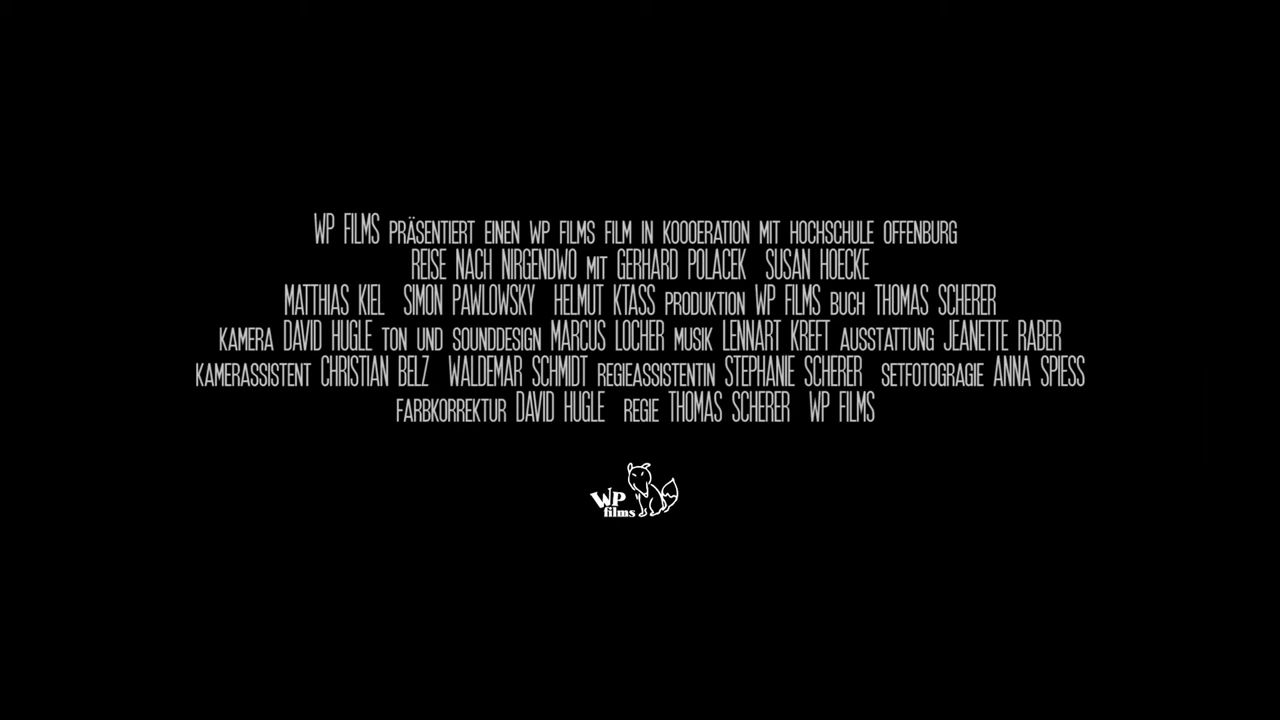 WP FILMS PRÄSENTIERT EINEN WP FILMS FILM IN KOOOERATION MIT HOCHSCHULE OFFENBURG
REISE NACH NIRGENDWO MIT GERHARD POLACEK SUSAN HOECKE
MATTHIAS KIEL SIMON PAWLOWSKY HELMUT KTASS PRODUKTION WP FILMS BUCH THOMAS SCHERER
KAMERA DAVID HUGLE TON UND SOUNDDESIGN MARCUS LOCHER MUSIK LENNART KREFT AUSSTATTUNG JEANETTE RABER
KAMERASSISTENT CHRISTIAN BELZ WALDEMAR SCHMIDT REGIEASSISTENTIN STEPHANIE SCHERER SETFOTOGRAGIE ANNA SPIESS
FARBKORREKTUR DAVID HUGLE REGIE THOMAS SCHERER WP FILMS
WP
films